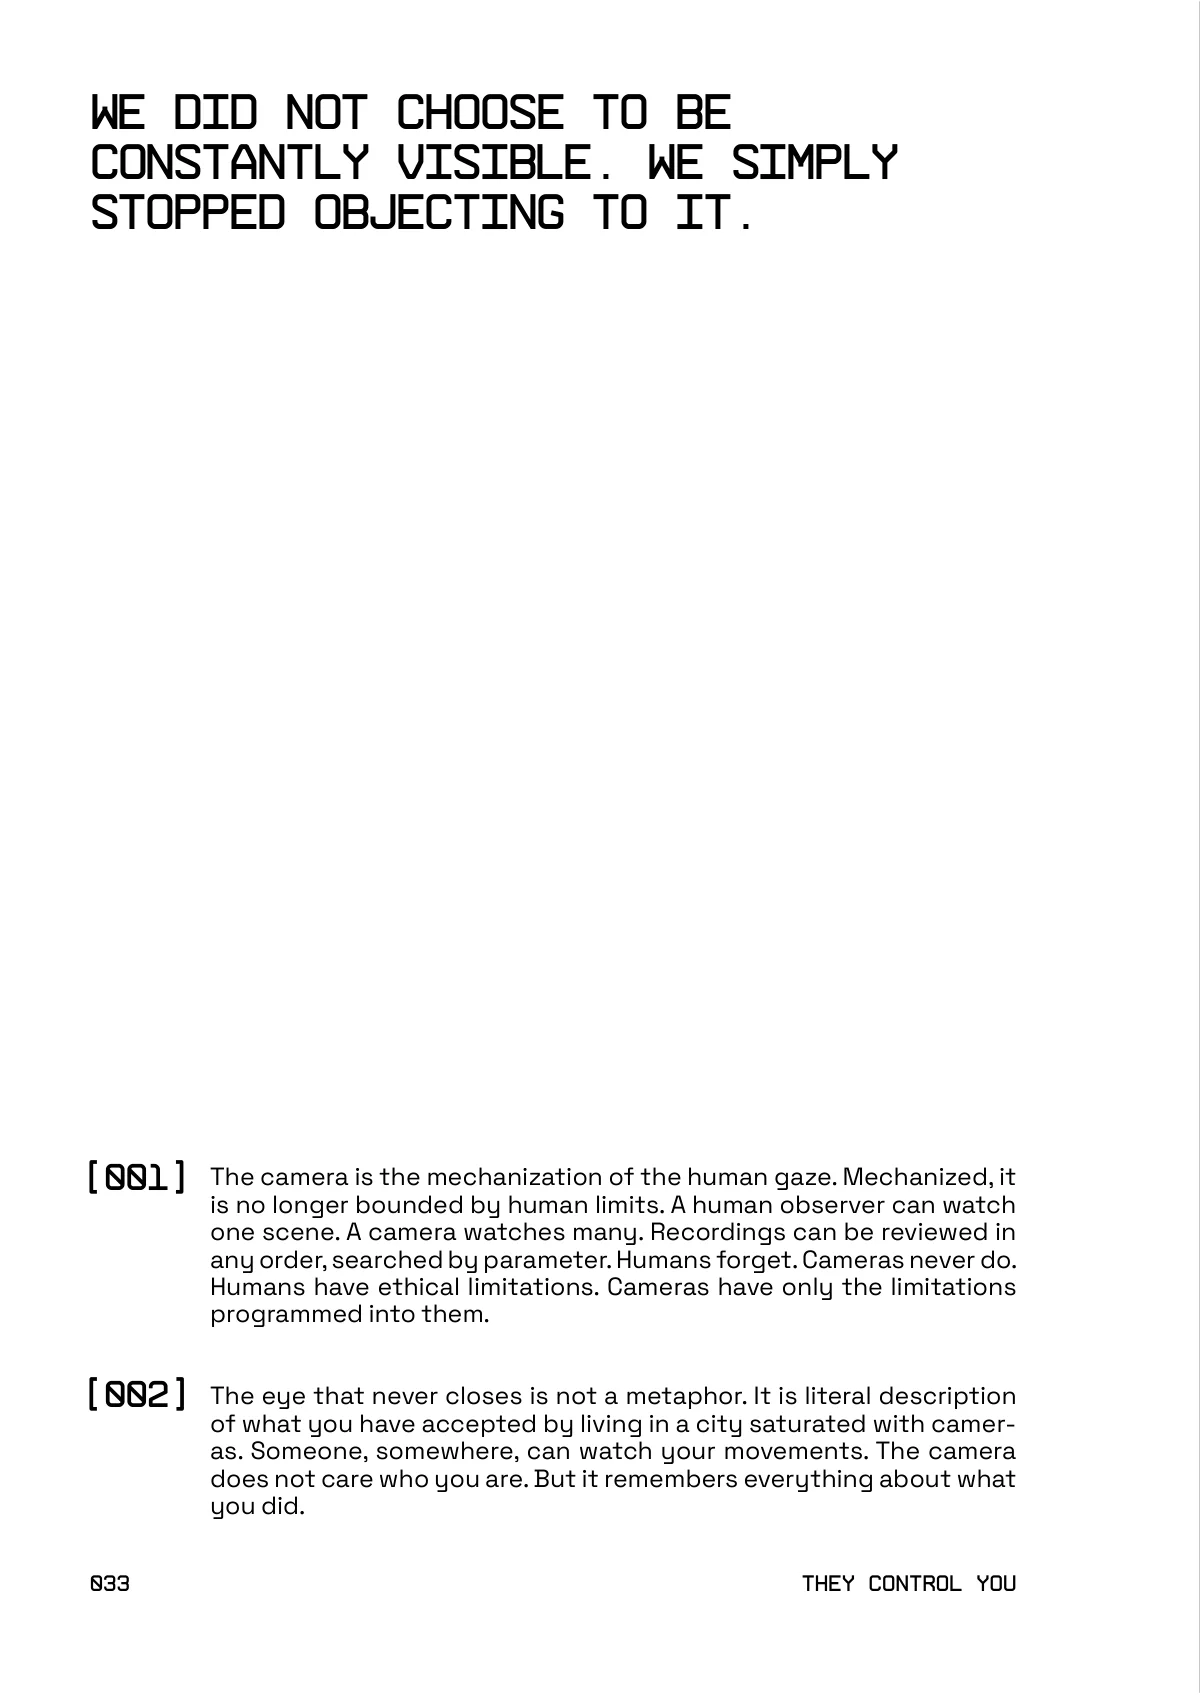 WE DID NOT CHOOSE TO BE
CONSTANTLY VISIBLE. WE SIMPLY
STOPPED OBJECTING TO IT.
[001] The camera is the mechanization of the human gaze. Mechanized, it
is no longer bounded by human limits. A human observer can watch
one scene. A camera watches many. Recordings can be reviewed in
any order, searched by parameter. Humans forget. Cameras never do.
Humans have ethical limitations. Cameras have only the limitations
programmed into them.
[002] The eye that never closes is not a metaphor. It is literal description
of what you have accepted by living in a city saturated with camer-
as. Someone, somewhere, can watch your movements. The camera
does not care who you are. But it remembers everything about what
you did.
033 THEY CONTROL YOU